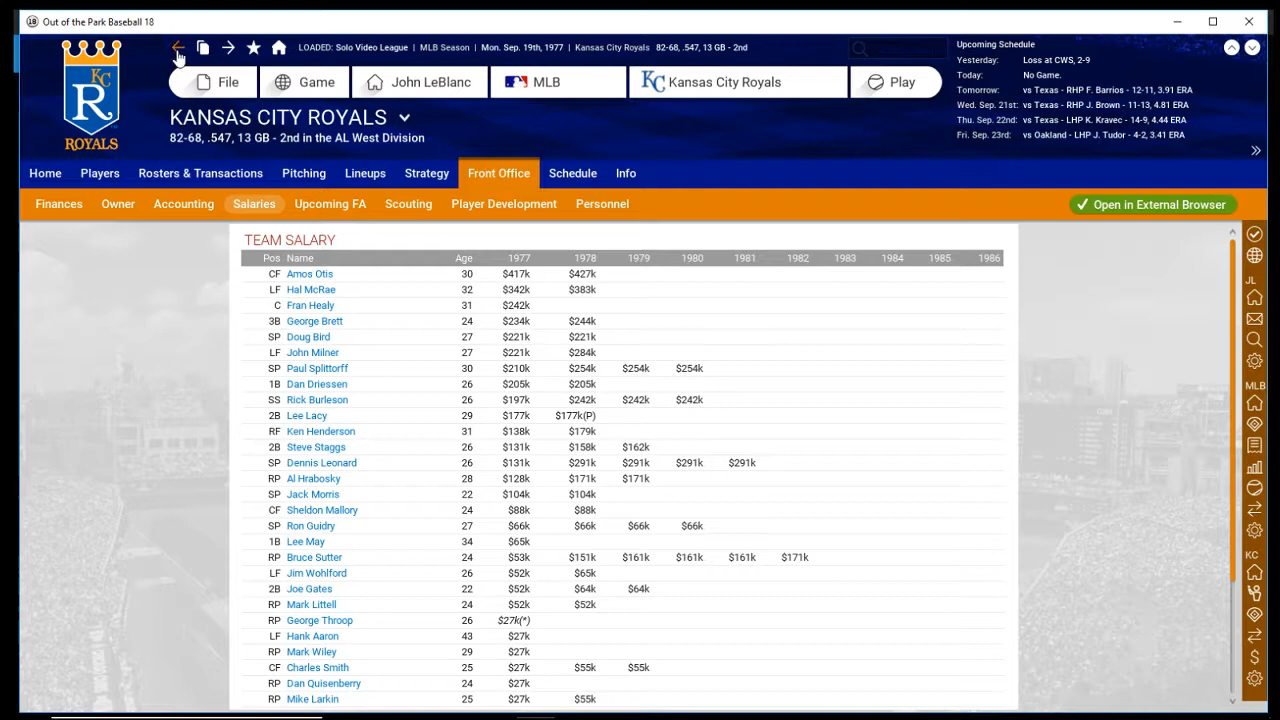 Out of the Park Baseball 18
LOADED: Solo Video League | MLB Season | Mon. Sep. 19th, 1977 | Kansas City Royals 82-68, .547, 13 GB - 2nd
File Game John LeBlanc MLB Kansas City Royals Play
KC
R
ROYALS
KANSAS CITY ROYALS
82-68, .547, 13 GB - 2nd in the AL West Division
Upcoming Schedule
Yesterday: Loss at CWS, 2-9
Today: No Game.
Tomorrow: vs Texas - RHP F. Barrios - 12-11, 3.91 ERA
Wed. Sep. 21st: vs Texas - RHP J. Brown - 11-13, 4.81 ERA
Thu. Sep. 22nd: vs Texas - LHP K. Kravec - 14-9, 4.44 ERA
Fri. Sep. 23rd: vs Oakland - LHP J. Tudor - 4-2, 3.41 ERA
Home Players Rosters & Transactions Pitching Lineups Strategy Front Office Schedule Info
Finances Owner Accounting Salaries Upcoming FA Scouting Player Development Personnel Open in External Browser
TEAM SALARY
Pos Name Age 1977 1978 1979 1980 1981 1982 1983 1984 1985 1986
CF Amos Otis 30 $417k $427k
LF Hal McRae 32 $342k $383k
C Fran Healy 31 $242k
3B George Brett 24 $234k $244k
SP Doug Bird 27 $221k $221k
LF John Milner 27 $221k $284k
SP Paul Splittorff 30 $210k $254k $254k $254k
1B Dan Driessen 26 $205k $205k
SS Rick Burleson 26 $197k $242k $242k $242k
2B Lee Lacy 29 $177k $177k(P)
RF Ken Henderson 31 $138k $179k
2B Steve Staggs 26 $131k $158k $162k
SP Dennis Leonard 26 $131k $291k $291k $291k $291k
RP Al Hrabosky 28 $128k $171k $171k
SP Jack Morris 22 $104k $104k
CF Sheldon Mallory 24 $88k $88k
SP Ron Guidry 27 $66k $66k $66k $66k
1B Lee May 34 $65k
RP Bruce Sutter 24 $53k $151k $161k $161k $161k $171k
LF Jim Wohlford 26 $52k $65k
2B Joe Gates 22 $52k $64k $64k
RP Mark Littell 24 $52k $52k
RP George Throop 26 $27k(*)
LF Hank Aaron 43 $27k
RP Mark Wiley 29 $27k
CF Charles Smith 25 $27k $55k $55k
RP Dan Quisenberry 24 $27k
RP Mike Larkin 25 $27k $55k
JL
MLB
KC